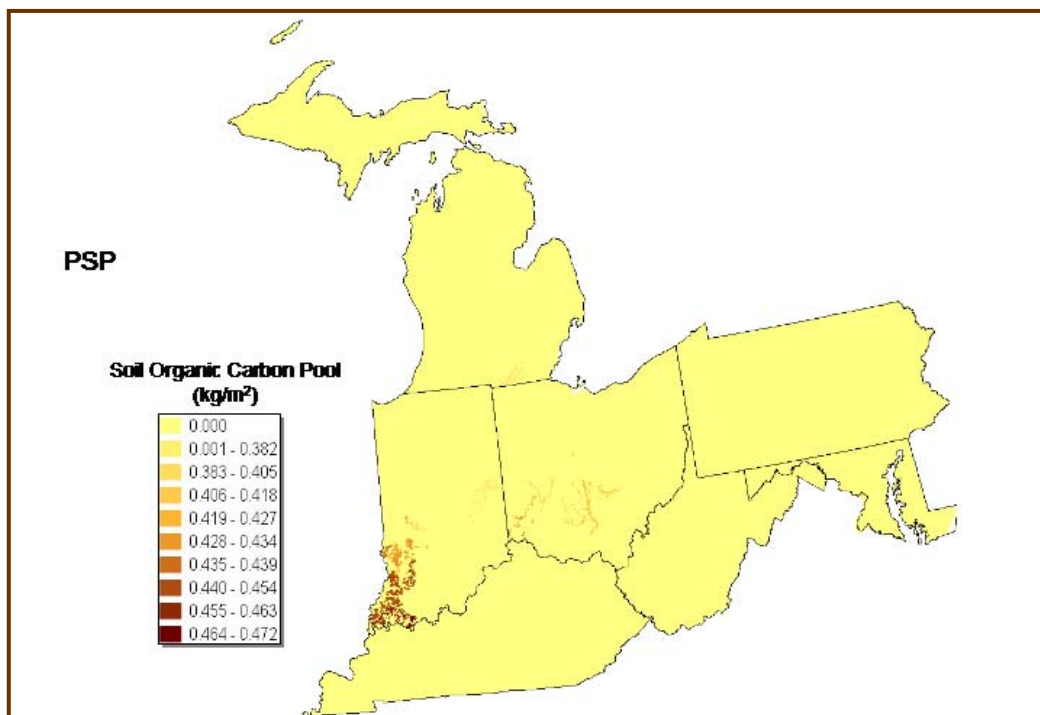 PSP
Soil Organic Carbon Pool
(kg/m²)
0.000
0.001 - 0.382
0.383 - 0.405
0.406 - 0.418
0.419 - 0.427
0.428 - 0.434
0.435 - 0.439
0.440 - 0.454
0.455 - 0.463
0.464 - 0.472